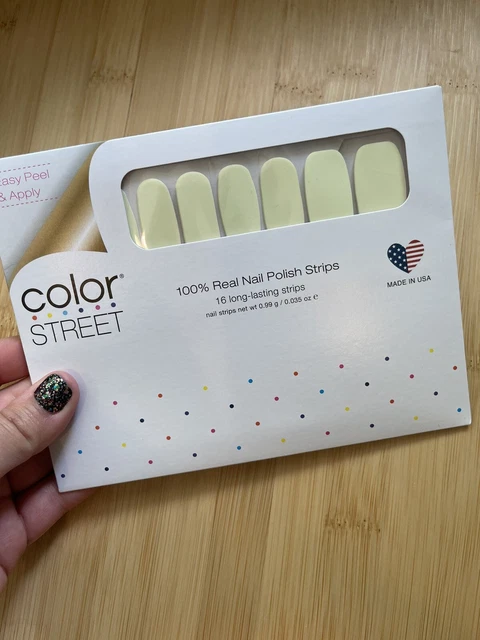 Easy Peel
& Apply
color®
STREET
100% Real Nail Polish Strips
16 long-lasting strips
nail strips net wt 0.99 g / 0.035 oz ℮
MADE IN USA